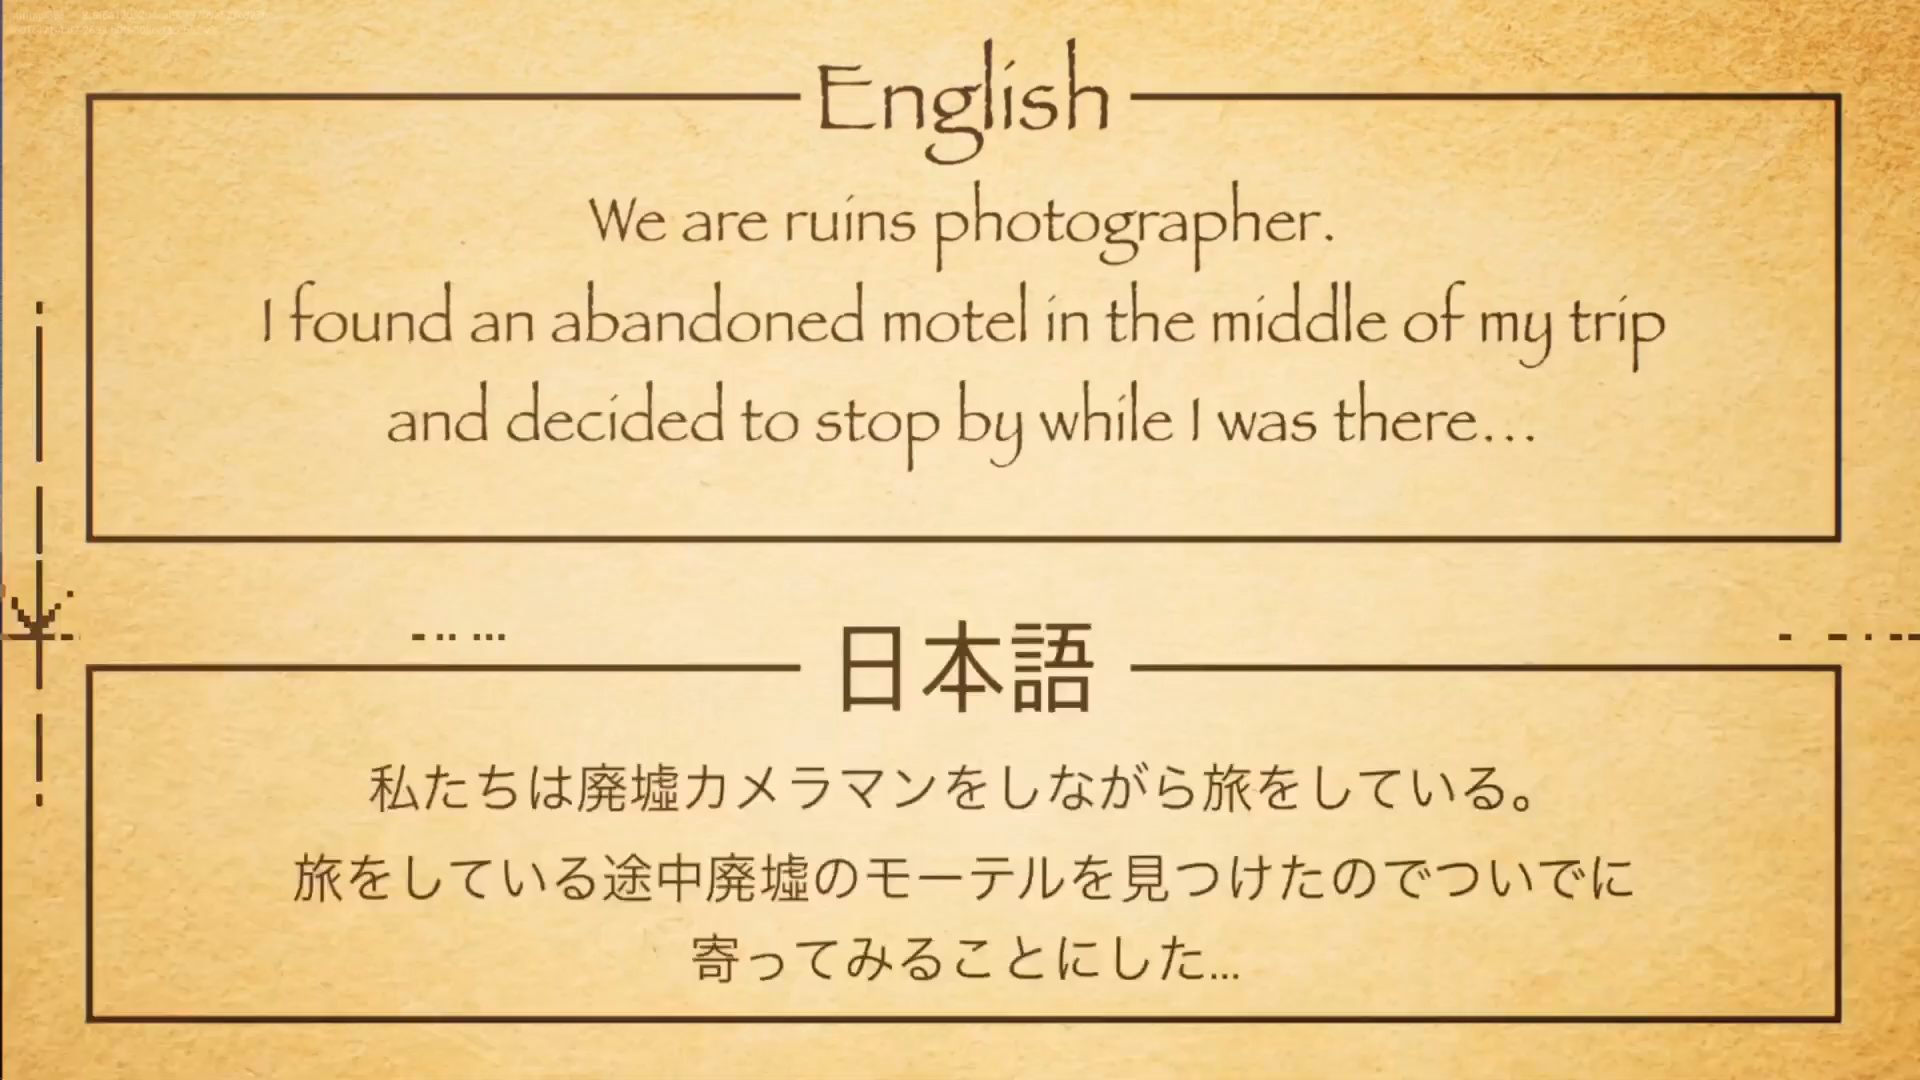 English
We are ruins photographer.
I found an abandoned motel in the middle of my trip
and decided to stop by while I was there...
日本語
私たちは廃墟カメラマンをしながら旅をしている。
旅をしている途中廃墟のモーテルを見つけたのでついでに
寄ってみることにした...